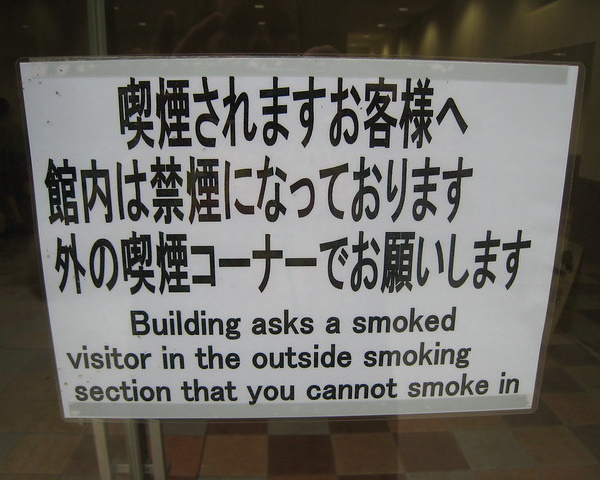 喫煙されますお客様へ
館内は禁煙になっております
外の喫煙コーナーでお願いします
Building asks a smoked
visitor in the outside smoking
section that you cannot smoke in